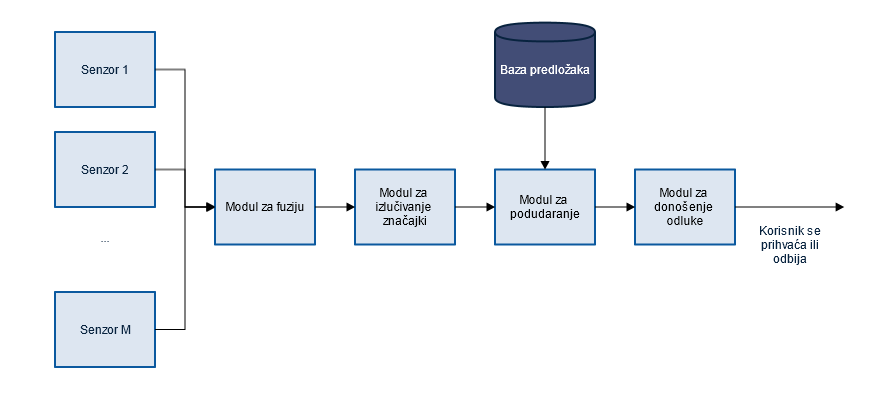 Senzor 1
Senzor 2
...
Senzor M
Modul za fuziju
Modul za
izlučivanje
značajki
Baza predložaka
Modul za
podudaranje
Modul za
donošenje
odluke
Korisnik se
prihvaća ili
odbija